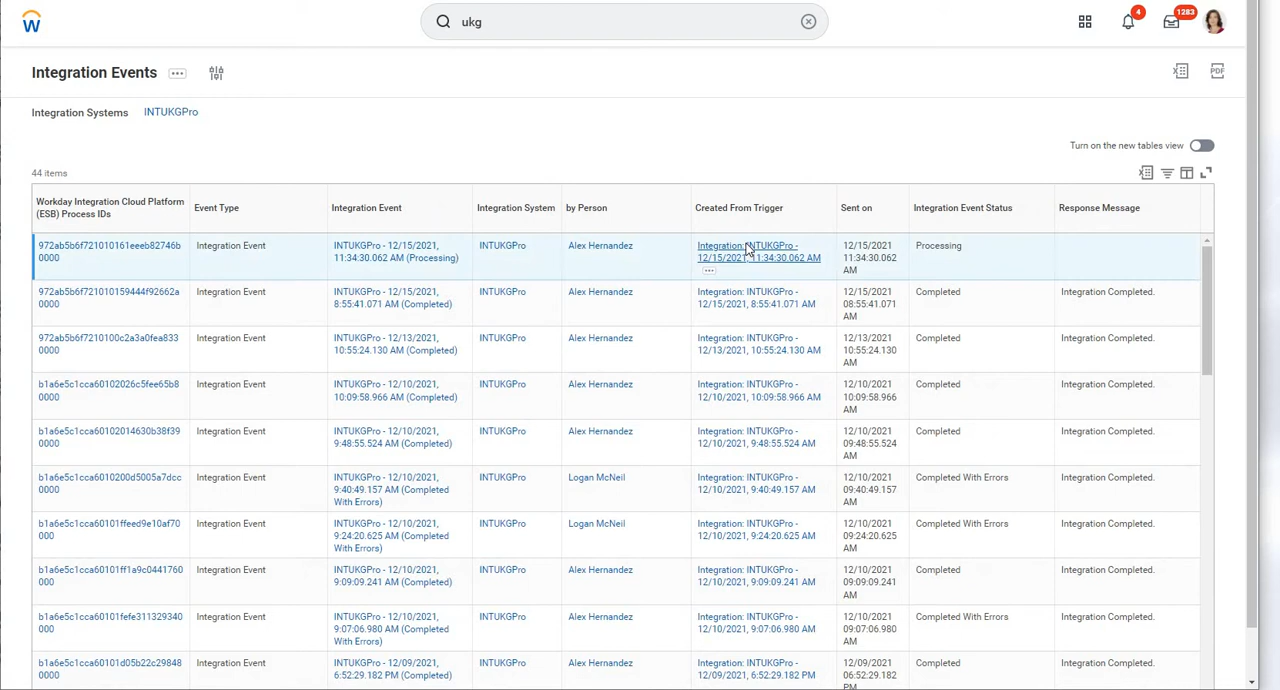 W
ukg
4
1283
Integration Events
PDF
Integration Systems INTUKGPro
Turn on the new tables view
44 items
Workday Integration Cloud Platform
(ESB) Process IDs
Event Type
Integration Event
Integration System
by Person
Created From Trigger
Sent on
Integration Event Status
Response Message
972ab5b6f721010161eeeb82746b
0000
Integration Event
INTUKGPro - 12/15/2021,
11:34:30.062 AM (Processing)
INTUKGPro
Alex Hernandez
Integration: INTUKGPro -
12/15/2021, 11:34:30.062 AM
12/15/2021
11:34:30.062
AM
Processing
972ab5b6f721010159444f92662a
0000
Integration Event
INTUKGPro - 12/15/2021,
8:55:41.071 AM (Completed)
INTUKGPro
Alex Hernandez
Integration: INTUKGPro -
12/15/2021, 8:55:41.071 AM
12/15/2021
08:55:41.071
AM
Completed
Integration Completed.
972ab5b6f7210100c2a3a0fea833
0000
Integration Event
INTUKGPro - 12/13/2021,
10:55:24.130 AM (Completed)
INTUKGPro
Alex Hernandez
Integration: INTUKGPro -
12/13/2021, 10:55:24.130 AM
12/13/2021
10:55:24.130
AM
Completed
Integration Completed.
b1a6e5c1cca60102026c5fee65b8
0000
Integration Event
INTUKGPro - 12/10/2021,
10:09:58.966 AM (Completed)
INTUKGPro
Alex Hernandez
Integration: INTUKGPro -
12/10/2021, 10:09:58.966 AM
12/10/2021
10:09:58.966
AM
Completed
Integration Completed.
b1a6e5c1cca60102014630b38f39
0000
Integration Event
INTUKGPro - 12/10/2021,
9:48:55.524 AM (Completed)
INTUKGPro
Alex Hernandez
Integration: INTUKGPro -
12/10/2021, 9:48:55.524 AM
12/10/2021
09:48:55.524
AM
Completed
Integration Completed.
b1a6e5c1cca6010200d5005a7dcc
0000
Integration Event
INTUKGPro - 12/10/2021,
9:40:49.157 AM (Completed
With Errors)
INTUKGPro
Logan McNeil
Integration: INTUKGPro -
12/10/2021, 9:40:49.157 AM
12/10/2021
09:40:49.157
AM
Completed With Errors
Integration Completed.
b1a6e5c1cca60101ffeed9e10af70
000
Integration Event
INTUKGPro - 12/10/2021,
9:24:20.625 AM (Completed
With Errors)
INTUKGPro
Logan McNeil
Integration: INTUKGPro -
12/10/2021, 9:24:20.625 AM
12/10/2021
09:24:20.625
AM
Completed With Errors
Integration Completed.
b1a6e5c1cca60101ff1a9c0441760
000
Integration Event
INTUKGPro - 12/10/2021,
9:09:09.241 AM (Completed)
INTUKGPro
Alex Hernandez
Integration: INTUKGPro -
12/10/2021, 9:09:09.241 AM
12/10/2021
09:09:09.241
AM
Completed
Integration Completed.
b1a6e5c1cca60101fefe311329340
000
Integration Event
INTUKGPro - 12/10/2021,
9:07:06.980 AM (Completed
With Errors)
INTUKGPro
Alex Hernandez
Integration: INTUKGPro -
12/10/2021, 9:07:06.980 AM
12/10/2021
09:07:06.980
AM
Completed With Errors
Integration Completed.
b1a6e5c1cca60101d05b22c29848
0000
Integration Event
INTUKGPro - 12/09/2021,
6:52:29.182 PM (Completed)
INTUKGPro
Alex Hernandez
Integration: INTUKGPro -
12/09/2021, 6:52:29.182 PM
12/09/2021
06:52:29.182
PM
Completed
Integration Completed.